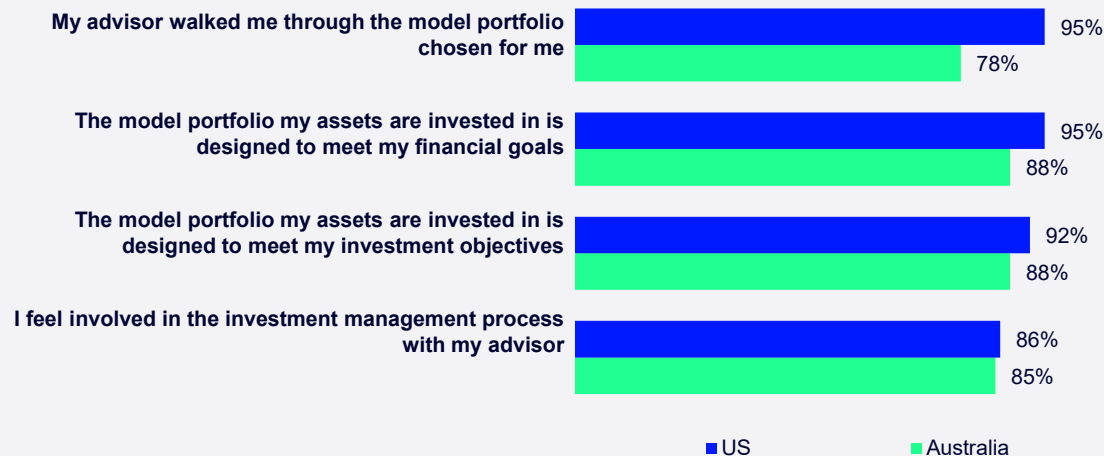 My advisor walked me through the model portfolio
chosen for me
95%
78%
The model portfolio my assets are invested in is
designed to meet my financial goals
95%
88%
The model portfolio my assets are invested in is
designed to meet my investment objectives
92%
88%
I feel involved in the investment management process
with my advisor
86%
85%
US
Australia